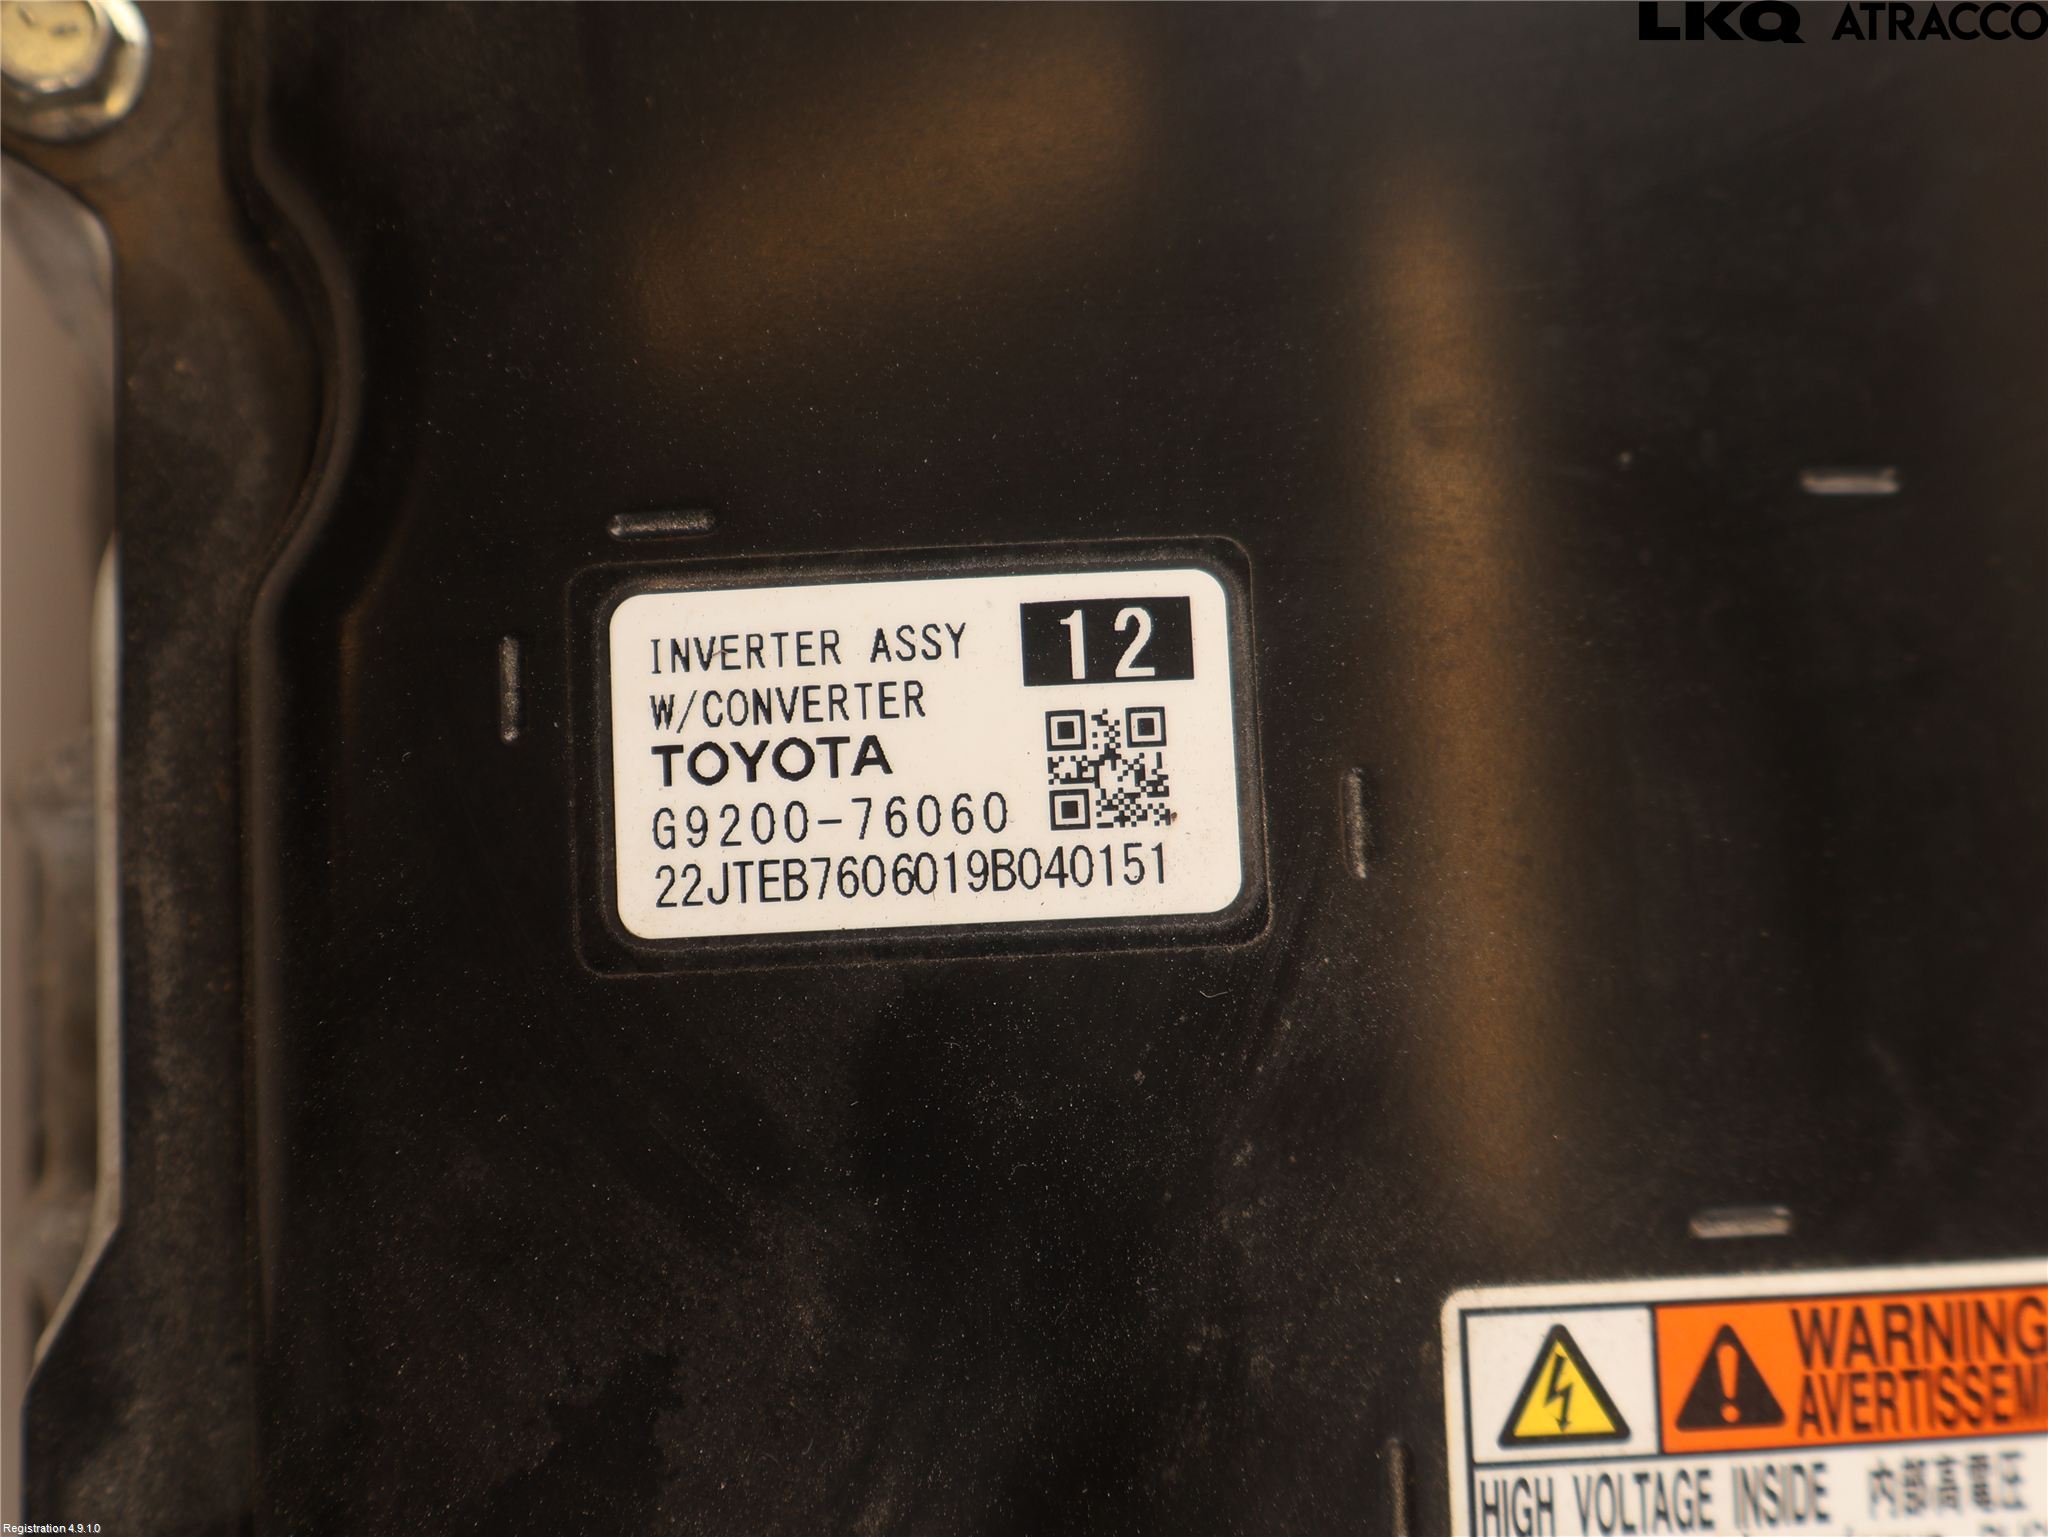 LKQ ATRACCO
INVERTER ASSY
12
W/CONVERTER
TOYOTA
G9200-76060
22JTEB7606019B040151
WARNING
AVERTISSEM
HIGH VOLTAGE INSIDE 内部高電圧
Registration 4.9.1.0